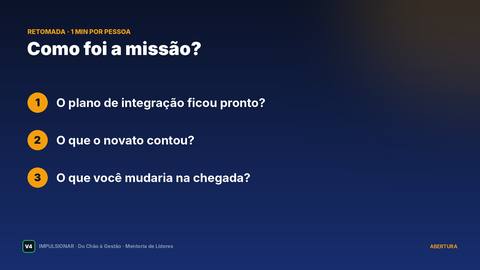 RETOMADA · 1 MIN POR PESSOA
Como foi a missão?
1 O plano de integração ficou pronto?
2 O que o novato contou?
3 O que você mudaria na chegada?
V4 IMPULSIONAR · Do Chão à Gestão · Mentoria de Líderes
ABERTURA